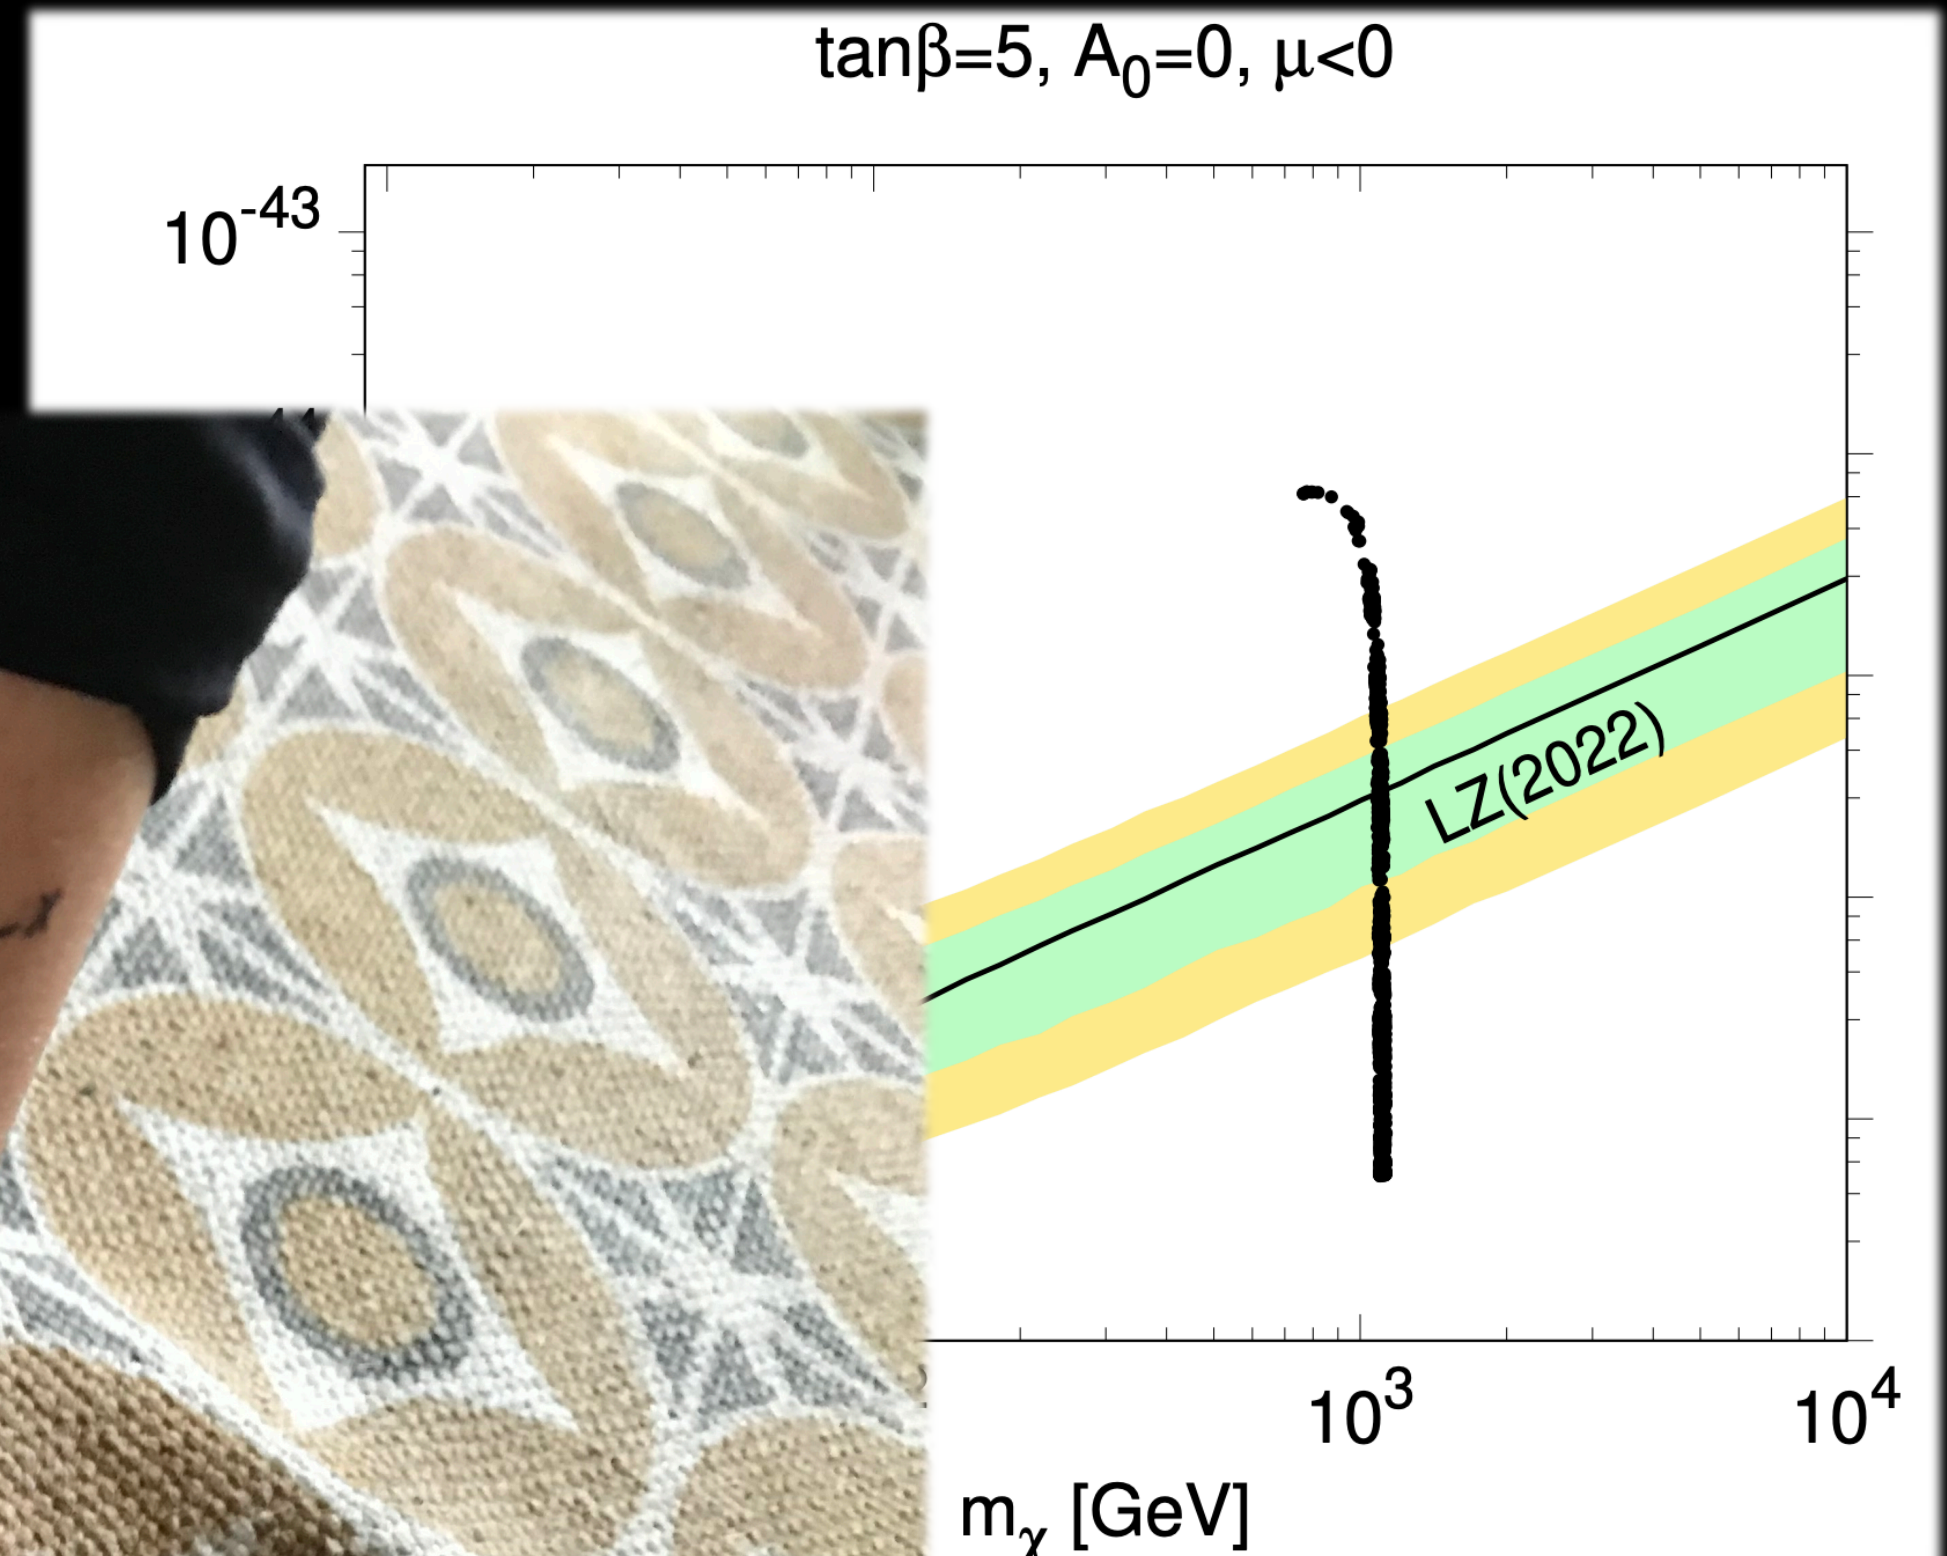 tanβ=5, A₀=0, μ<0
10⁻⁴³
LZ(2022)
10³
10⁴
mᵪ [GeV]